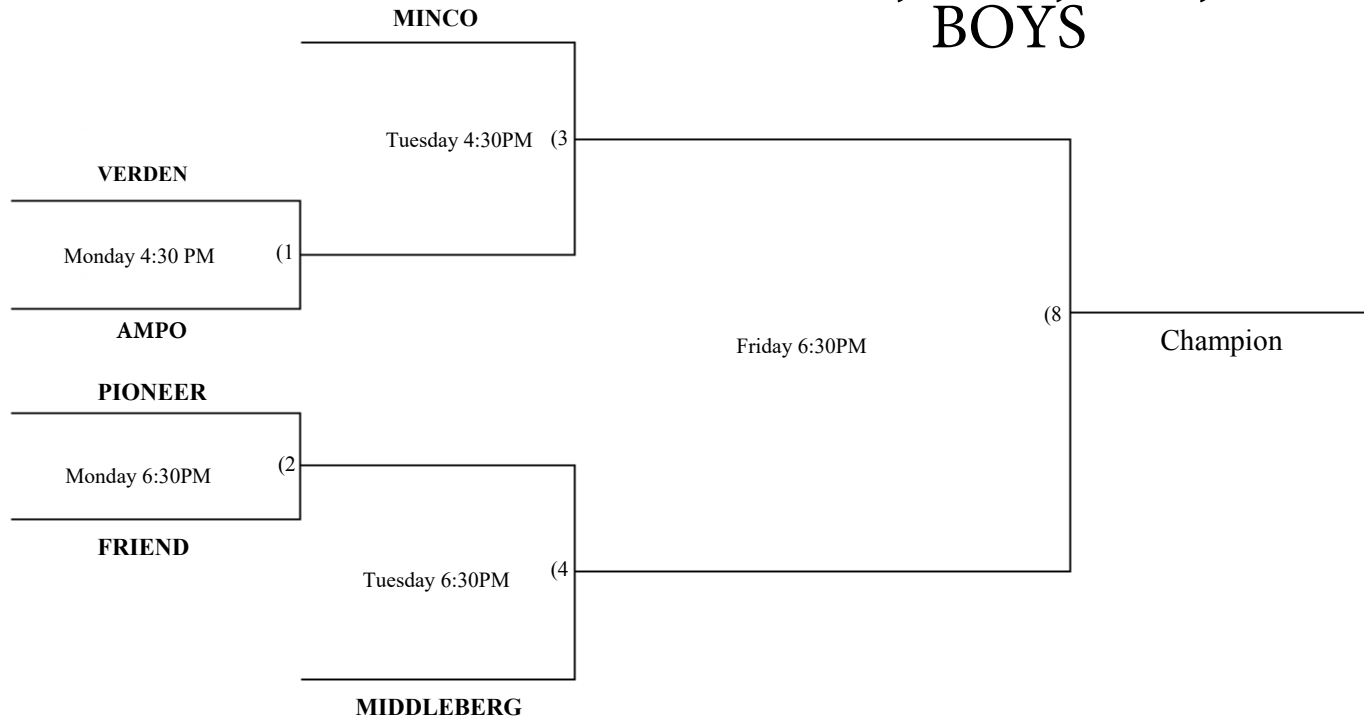 BOYS
MINCO
Tuesday 4:30PM (3
VERDEN
Monday 4:30 PM (1
AMPO
(8
Champion
Friday 6:30PM
PIONEER
Monday 6:30PM (2
FRIEND
Tuesday 6:30PM (4
MIDDLEBERG